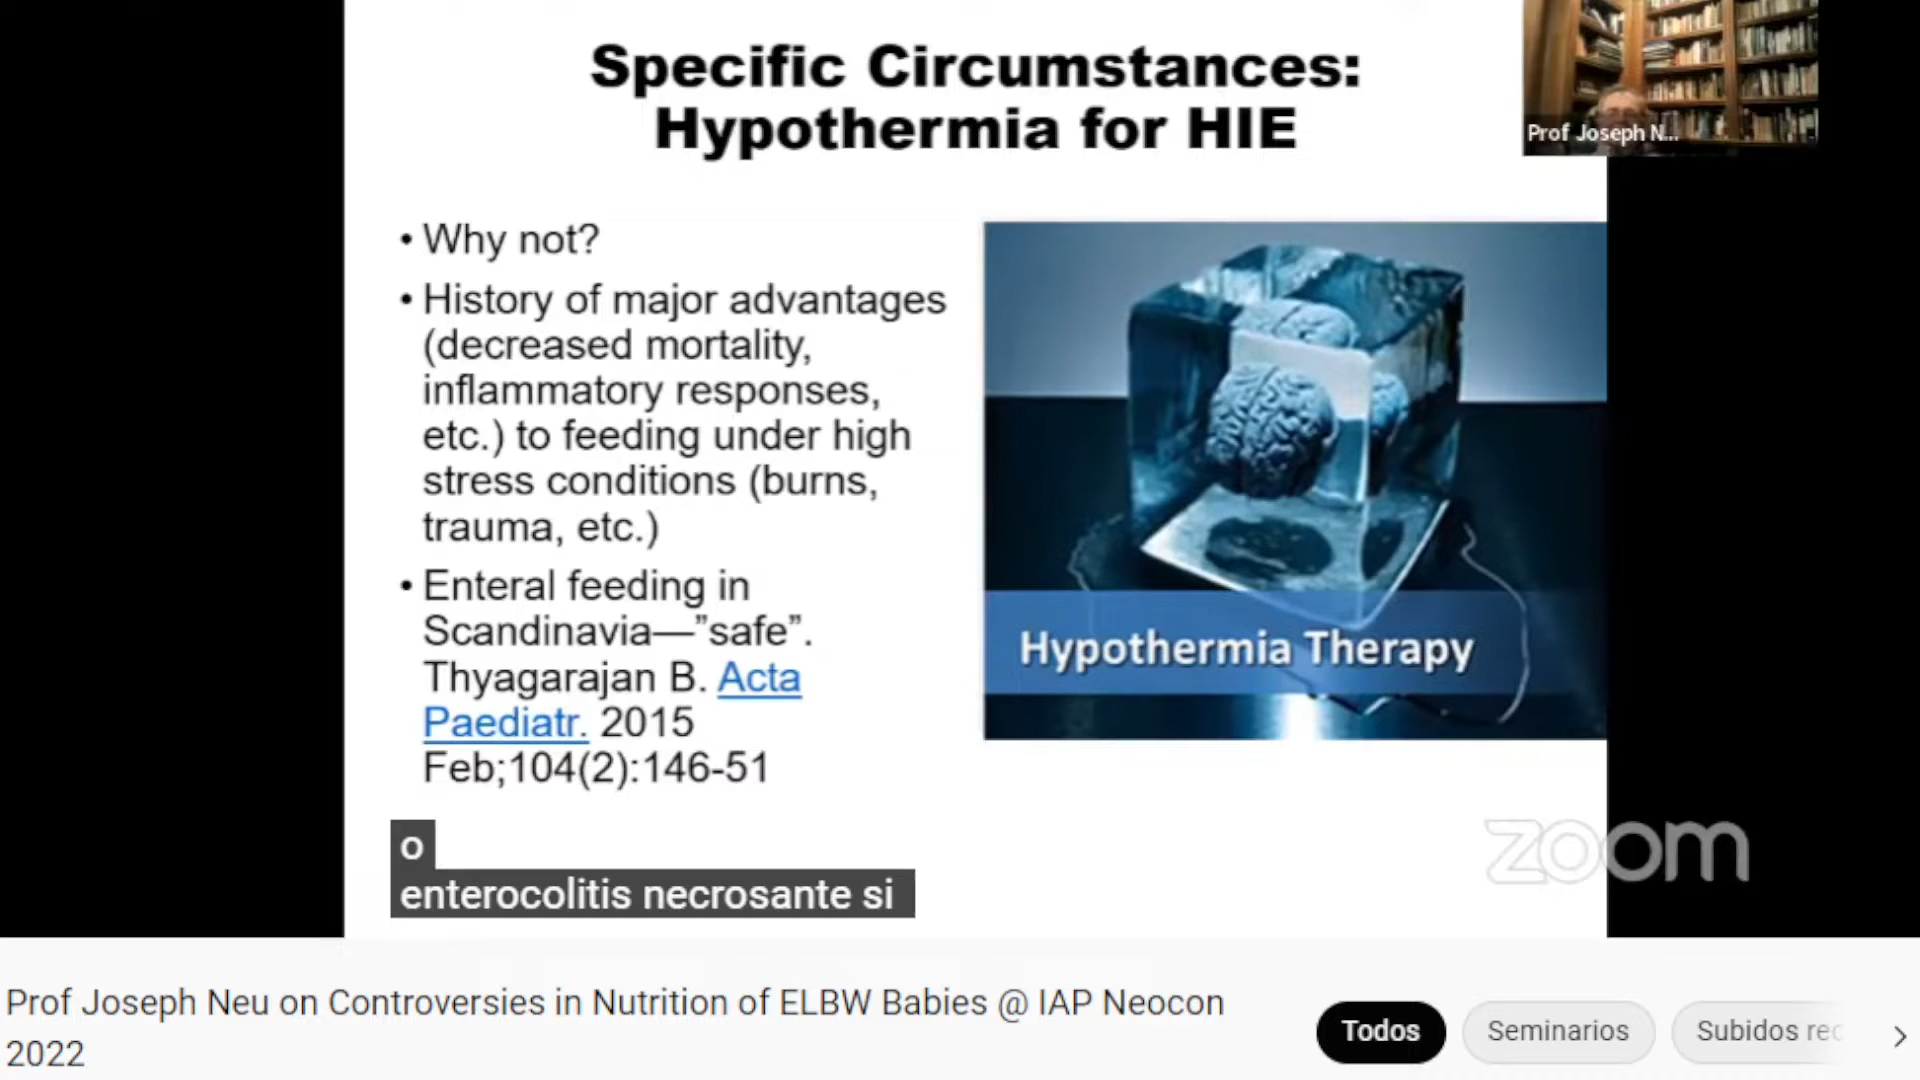 Specific Circumstances:
Hypothermia for HIE
Prof Joseph N...
• Why not?
• History of major advantages
(decreased mortality,
inflammatory responses,
etc.) to feeding under high
stress conditions (burns,
trauma, etc.)
• Enteral feeding in
Scandinavia—”safe”.
Thyagarajan B. Acta
Paediatr. 2015
Feb;104(2):146-51
Hypothermia Therapy
zoom
o
enterocolitis necrosante si
Prof Joseph Neu on Controversies in Nutrition of ELBW Babies @ IAP Neocon
2022
Todos
Seminarios
Subidos rec